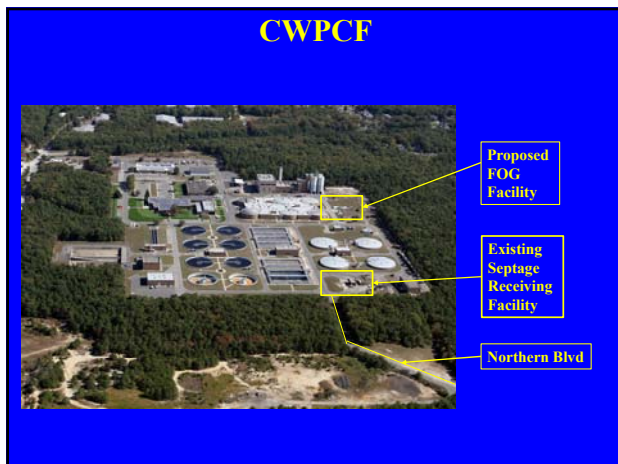 CWPCF
Proposed
FOG
Facility
Existing
Septage
Receiving
Facility
Northern Blvd